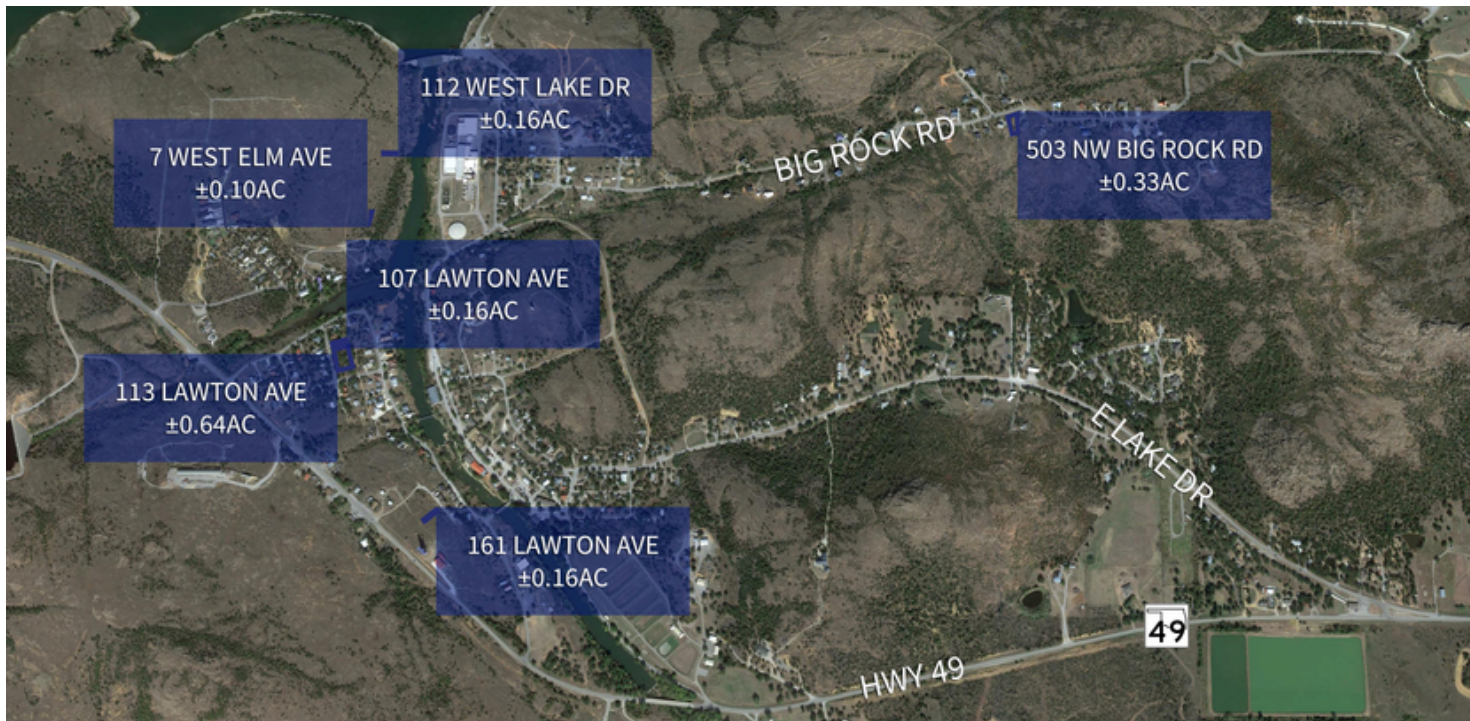 112 WEST LAKE DR
±0.16AC
7 WEST ELM AVE
±0.10AC
BIG ROCK RD
503 NW BIG ROCK RD
±0.33AC
107 LAWTON AVE
±0.16AC
113 LAWTON AVE
±0.64AC
E LAKE DR
161 LAWTON AVE
±0.16AC
49
HWY 49